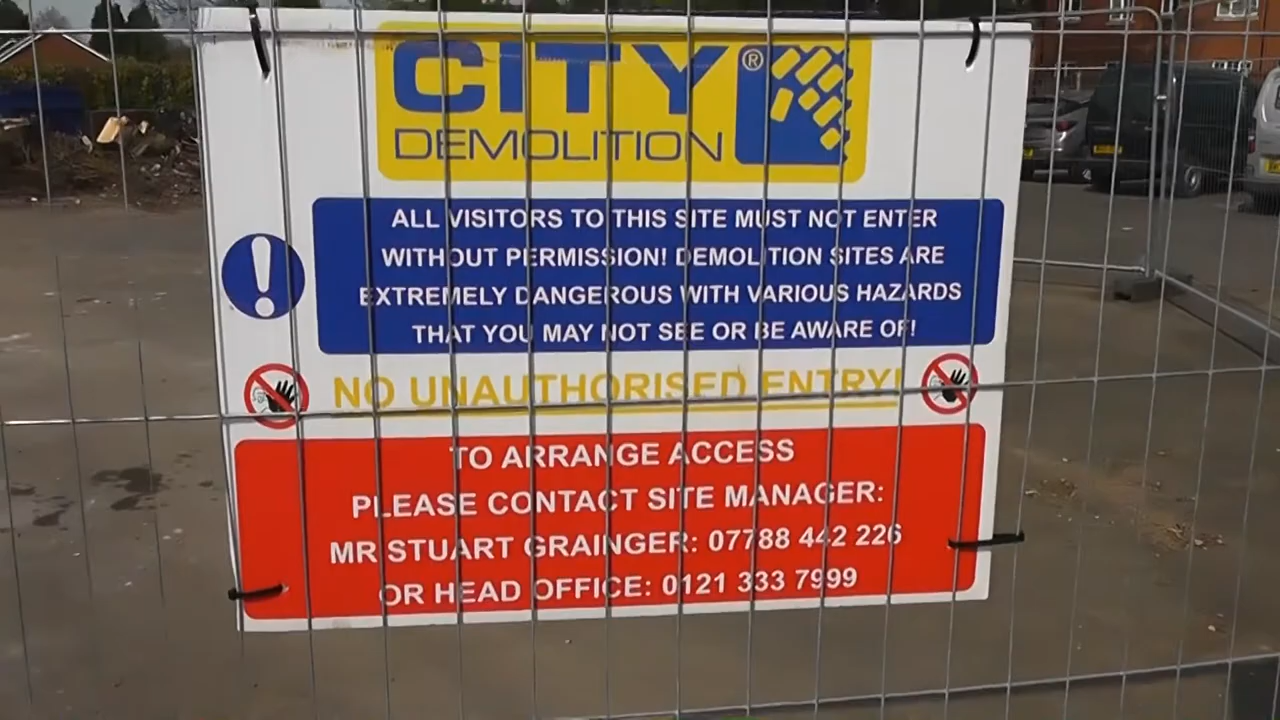 CITY ®
DEMOLITION
ALL VISITORS TO THIS SITE MUST NOT ENTER
WITHOUT PERMISSION! DEMOLITION SITES ARE
EXTREMELY DANGEROUS WITH VARIOUS HAZARDS
THAT YOU MAY NOT SEE OR BE AWARE OF!
NO UNAUTHORISED ENTRY!
TO ARRANGE ACCESS
PLEASE CONTACT SITE MANAGER:
MR STUART GRAINGER: 07788 442 226
OR HEAD OFFICE: 0121 333 7999